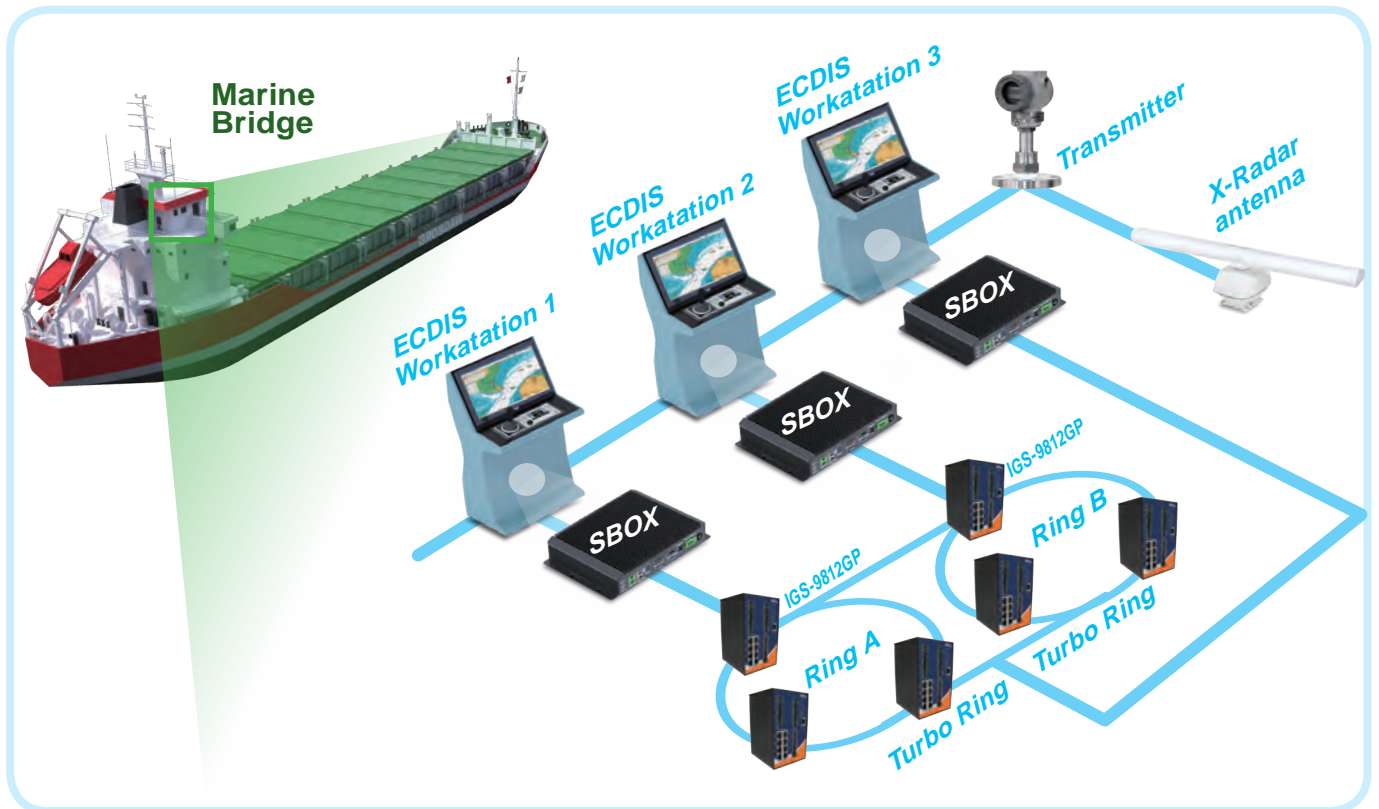 Marine
Bridge
ECDIS
Workatation 1
ECDIS
Workatation 2
ECDIS
Workatation 3
Transmitter
X-Radar
antenna
SBOX
SBOX
SBOX
IGS-9812GP
IGS-9812GP
Ring B
Ring A
Turbo Ring
Turbo Ring